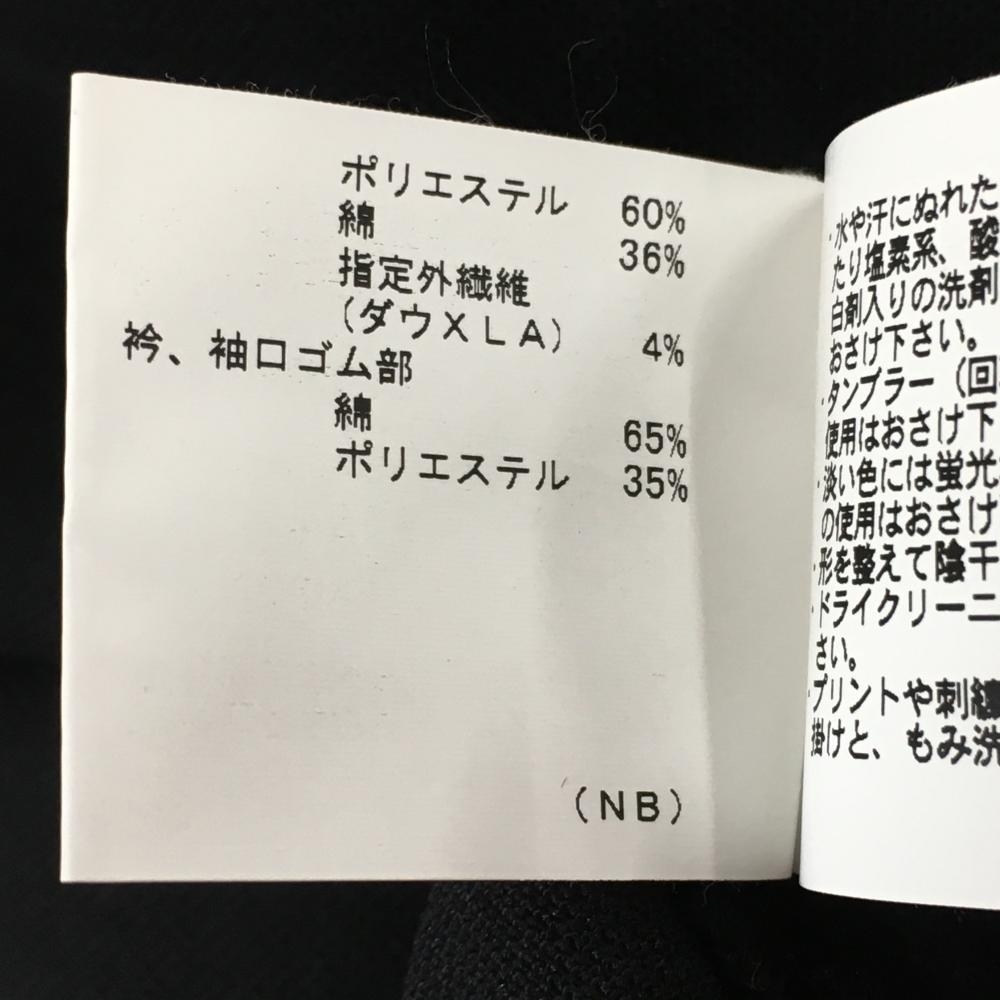 ポリエステル 60%
綿 36%
指定外繊維
(ダウXLA) 4%
衿、袖口ゴム部
綿 65%
ポリエステル 35%
(NB)
・水や汗にぬれた
たり塩素系、酸
白剤入りの洗剤
おさけ下さい。
・タンブラー(回
使用はおさけ下
・淡い色には蛍光
の使用はおさけ
・形を整えて陰干
・ドライクリーニ
さい。
・プリントや刺繍
掛けと、もみ洗